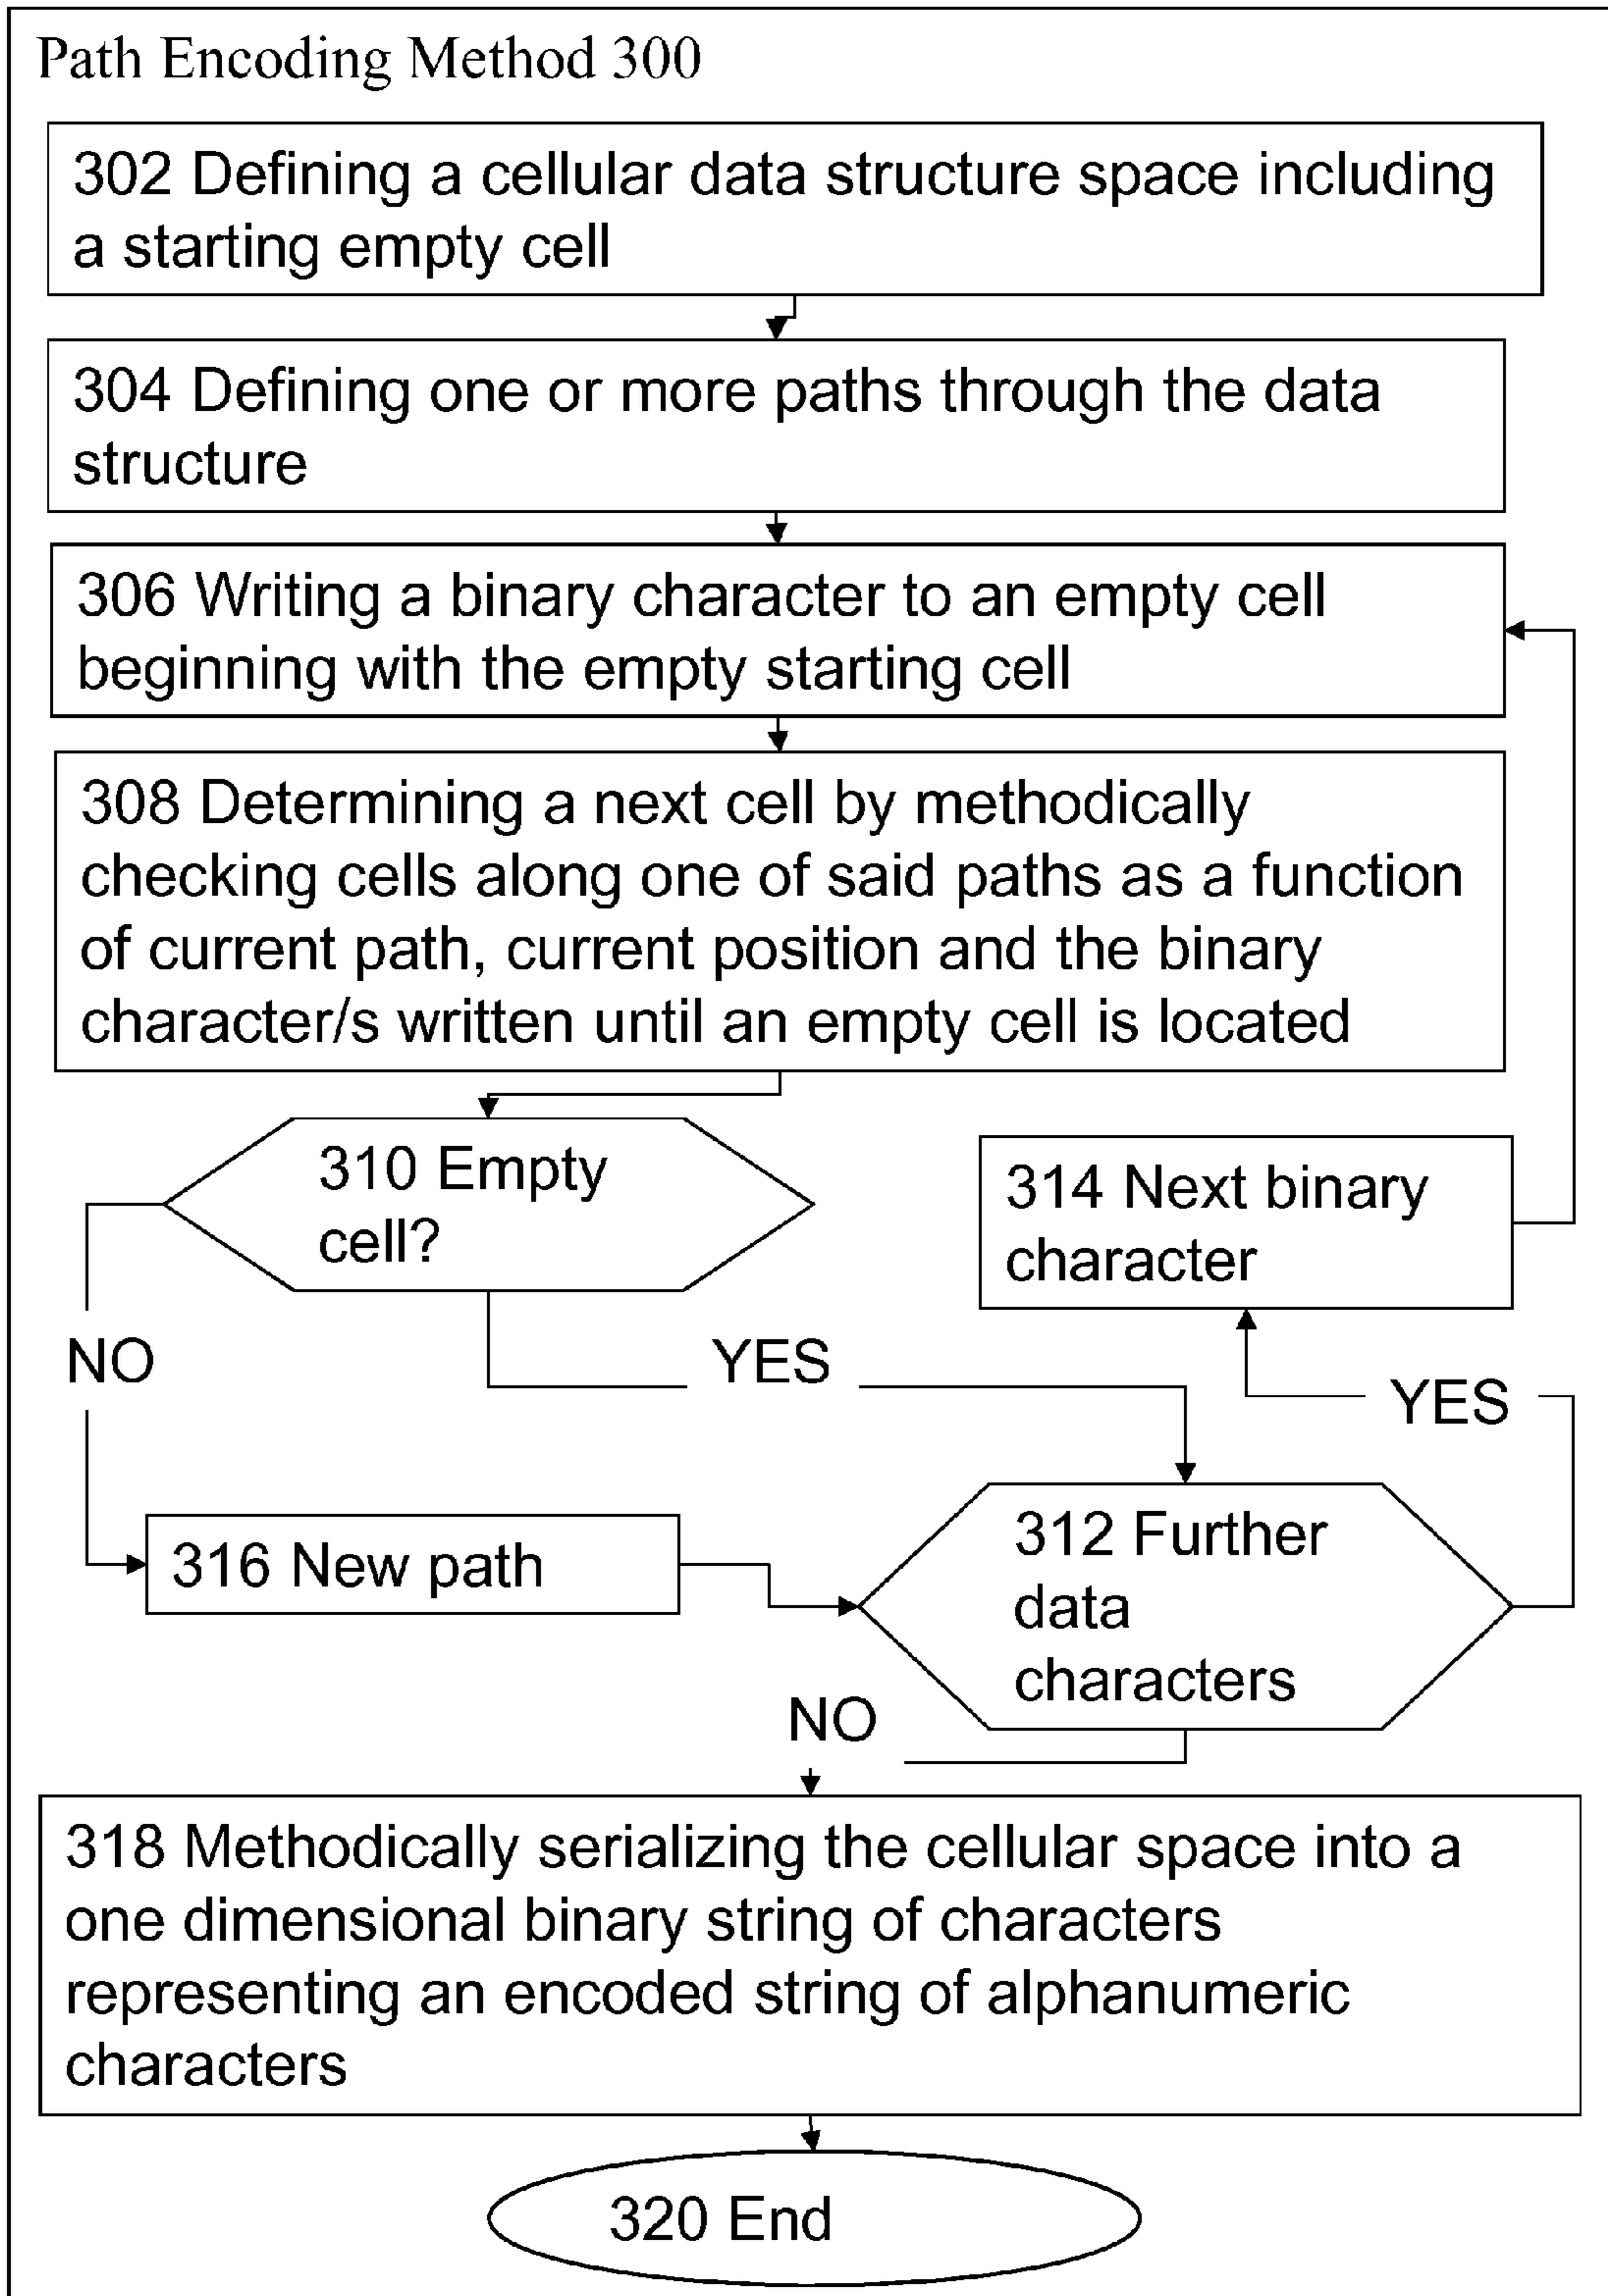 Path Encoding Method 300
302 Defining a cellular data structure space including
a starting empty cell
304 Defining one or more paths through the data
structure
306 Writing a binary character to an empty cell
beginning with the empty starting cell
308 Determining a next cell by methodically
checking cells along one of said paths as a function
of current path, current position and the binary
character/s written until an empty cell is located
310 Empty
cell?
314 Next binary
character
NO
YES
YES
316 New path
312 Further
data
characters
NO
318 Methodically serializing the cellular space into a
one dimensional binary string of characters
representing an encoded string of alphanumeric
characters
320 End